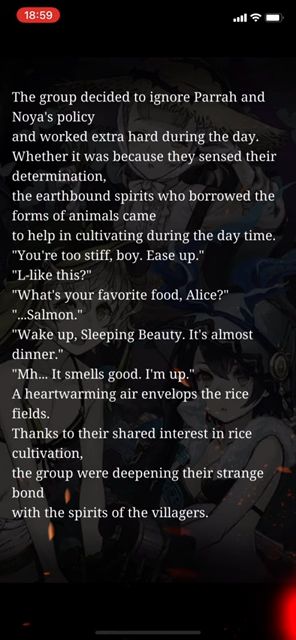 18:59
The group decided to ignore Parrah and
Noya's policy
and worked extra hard during the day.
Whether it was because they sensed their
determination,
the earthbound spirits who borrowed the
forms of animals came
to help in cultivating during the day time.
"You're too stiff, boy. Ease up."
"L-like this?"
"What's your favorite food, Alice?"
"...Salmon."
"Wake up, Sleeping Beauty. It's almost
dinner."
"Mh... It smells good. I'm up."
A heartwarming air envelops the rice
fields.
Thanks to their shared interest in rice
cultivation,
the group were deepening their strange
bond
with the spirits of the villagers.